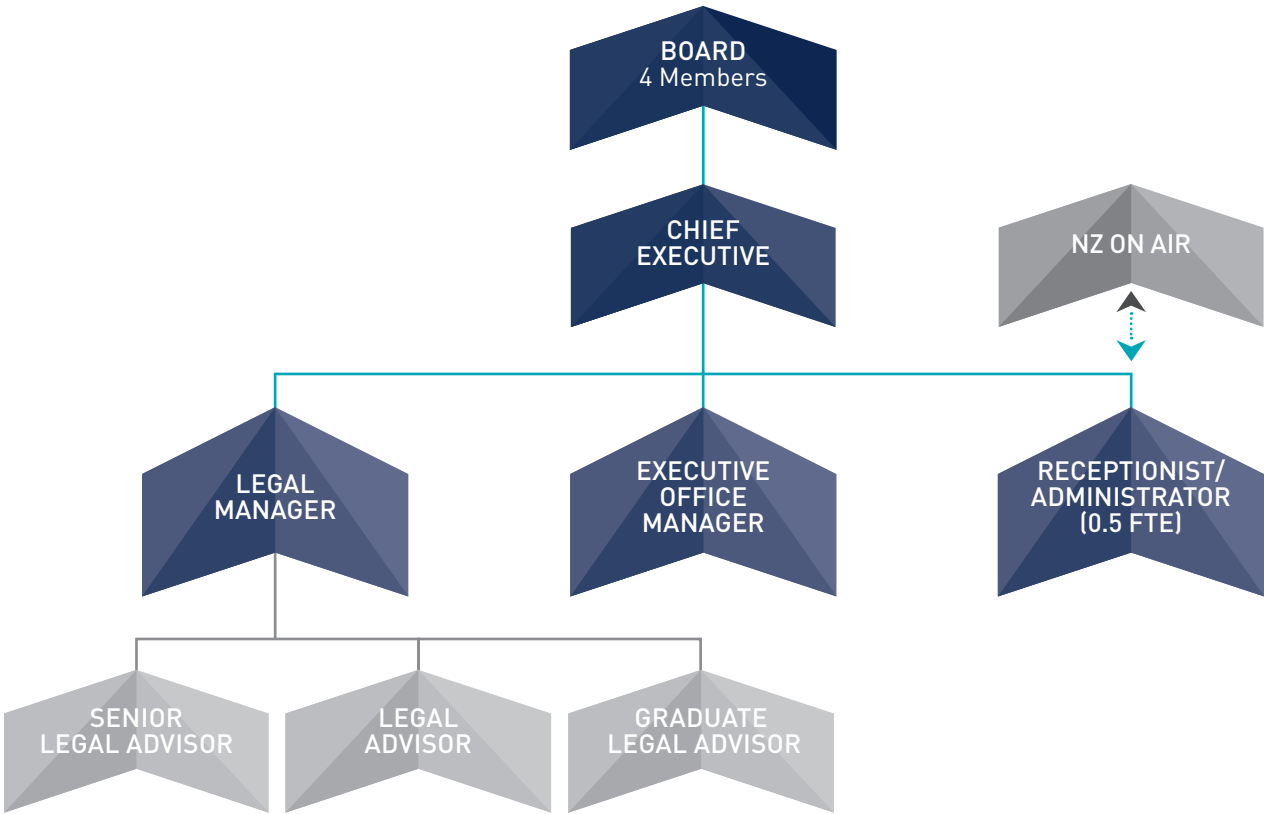 BOARD
4 Members
CHIEF
EXECUTIVE
NZ ON AIR
LEGAL
MANAGER
EXECUTIVE
OFFICE
MANAGER
RECEPTIONIST/
ADMINISTRATOR
(0.5 FTE)
SENIOR
LEGAL ADVISOR
LEGAL
ADVISOR
GRADUATE
LEGAL ADVISOR